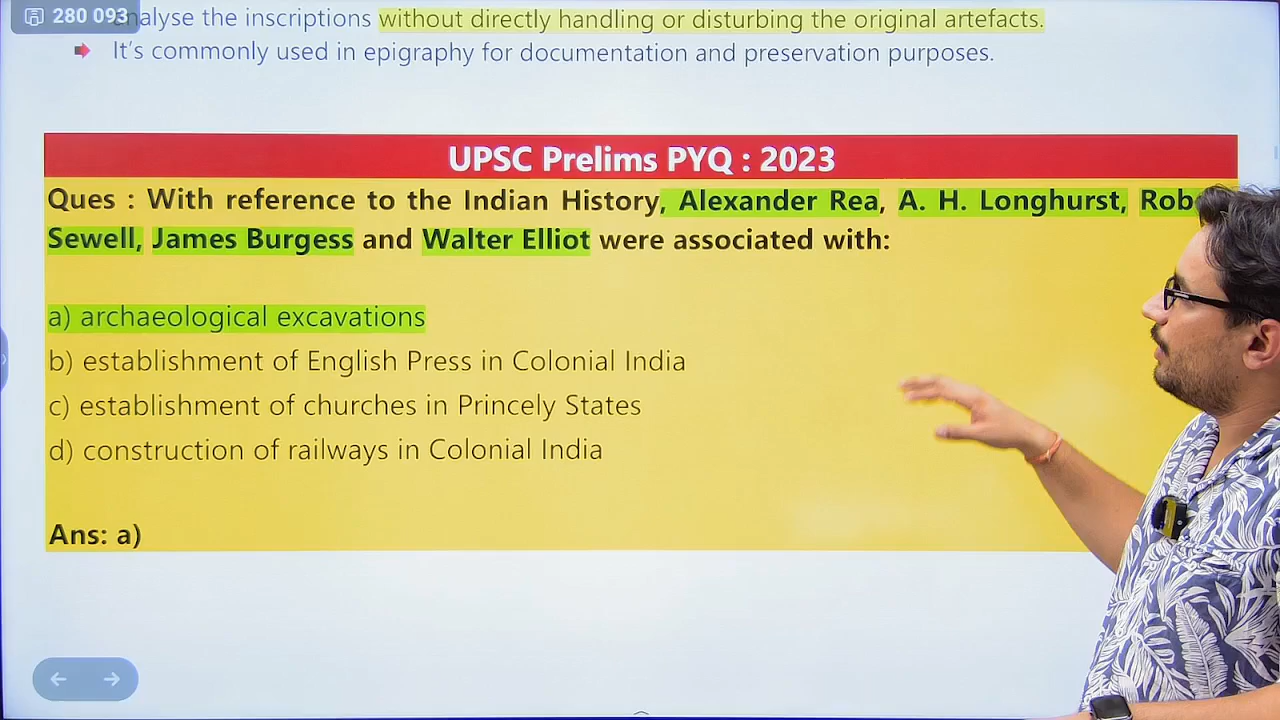 280 093
analyse the inscriptions without directly handling or disturbing the original artefacts.
It's commonly used in epigraphy for documentation and preservation purposes.
UPSC Prelims PYQ : 2023
Ques : With reference to the Indian History, Alexander Rea, A. H. Longhurst,
Sewell, James Burgess and Walter Elliot were associated with:
a) archaeological excavations
b) establishment of English Press in Colonial India
c) establishment of churches in Princely States
d) construction of railways in Colonial India
Ans: a)